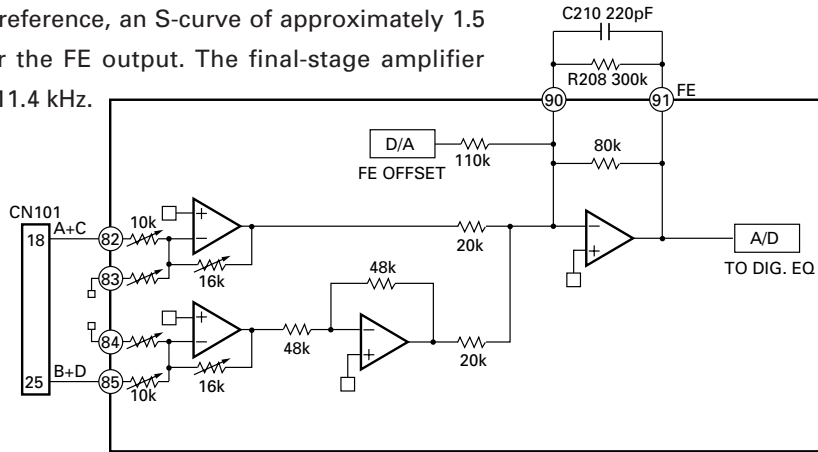 reference, an S-curve of approximately 1.5
r the FE output. The final-stage amplifier
11.4 kHz.
C210 220pF
R208 300k
90
91
FE
D/A
110k
FE OFFSET
80k
CN101
18
A+C
82
10k
+
−
16k
83
20k
−
+
A/D
TO DIG. EQ
48k
84
+
−
16k
48k
−
+
20k
25
B+D
85
10k